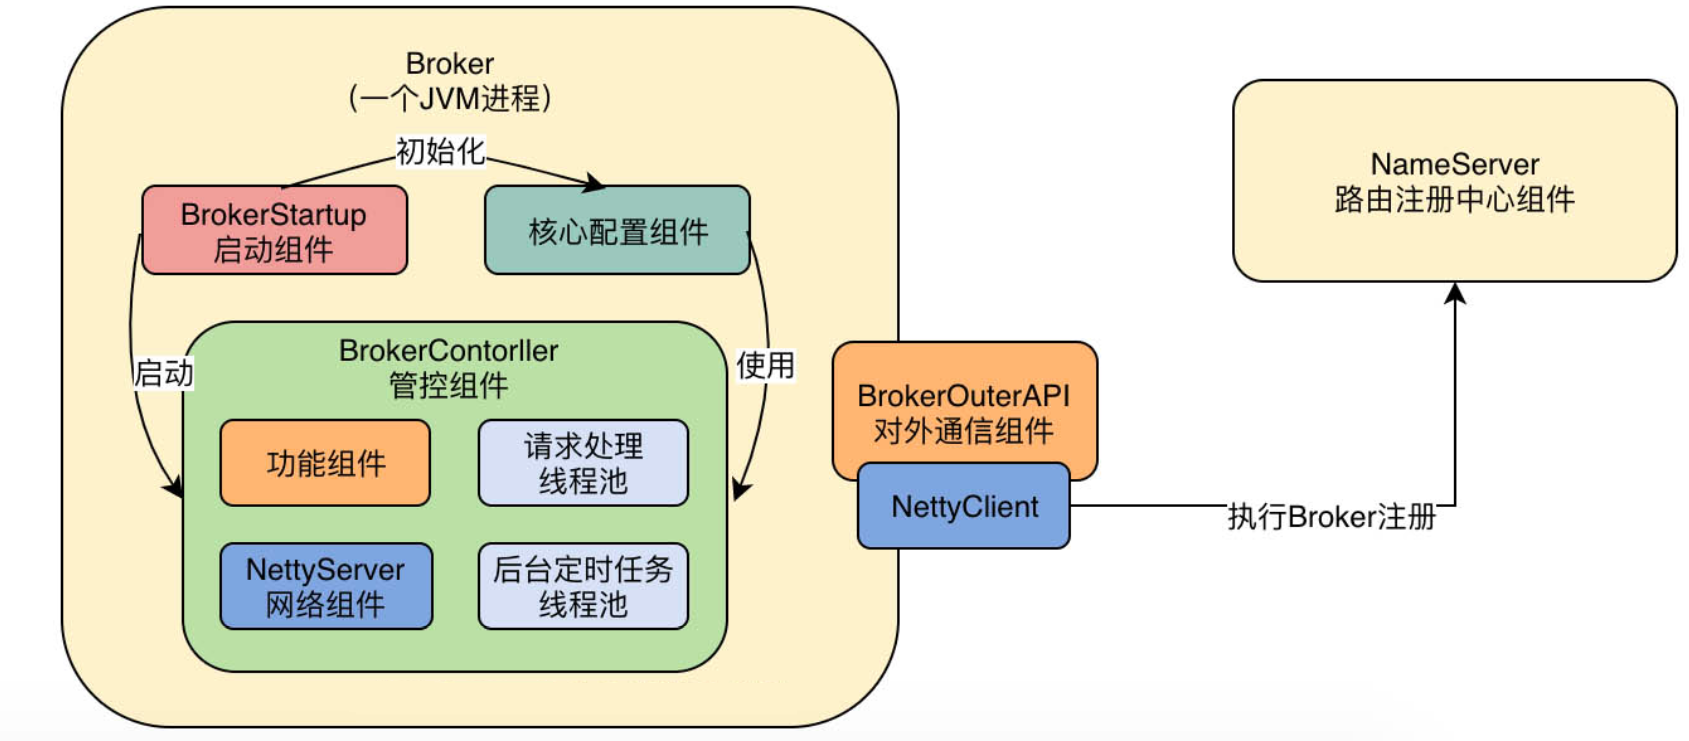 Broker
（一个JVM进程）
初始化
BrokerStartup
启动组件
核心配置组件
启动
使用
BrokerContorller
管控组件
功能组件
请求处理
线程池
NettyServer
网络组件
后台定时任务
线程池
BrokerOuterAPI
对外通信组件
NettyClient
执行Broker注册
NameServer
路由注册中心组件